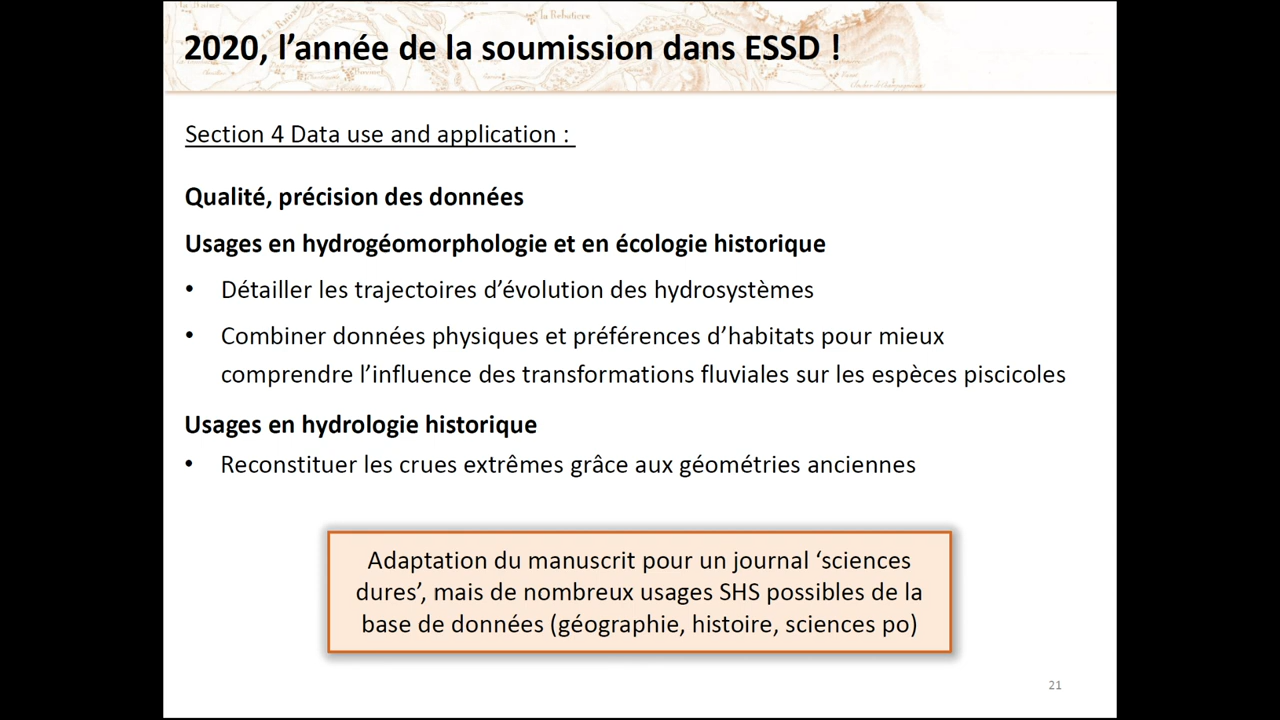 2020, l’année de la soumission dans ESSD !
Section 4 Data use and application :
Qualité, précision des données
Usages en hydrogéomorphologie et en écologie historique
• Détailler les trajectoires d’évolution des hydrosystèmes
• Combiner données physiques et préférences d’habitats pour mieux
comprendre l’influence des transformations fluviales sur les espèces piscicoles
Usages en hydrologie historique
• Reconstituer les crues extrêmes grâce aux géométries anciennes
Adaptation du manuscrit pour un journal ‘sciences
dures’, mais de nombreux usages SHS possibles de la
base de données (géographie, histoire, sciences po)
21